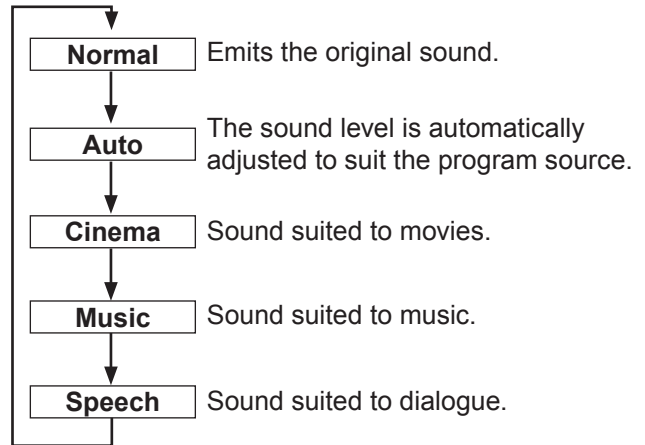 Normal Emits the original sound.
Auto The sound level is automatically
adjusted to suit the program source.
Cinema Sound suited to movies.
Music Sound suited to music.
Speech Sound suited to dialogue.